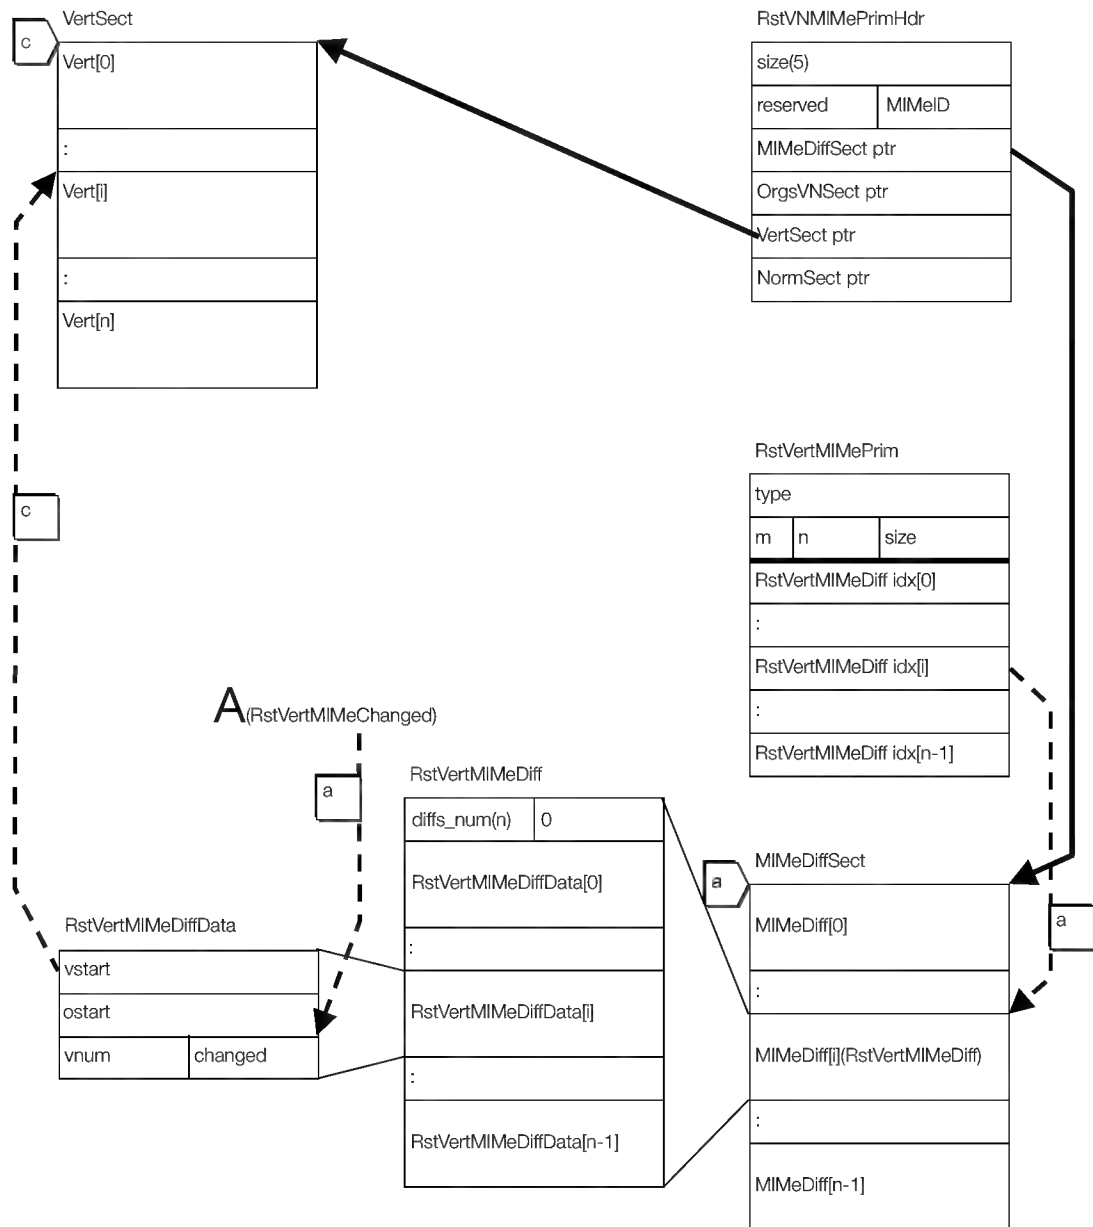 VertSect
c
Vert[0]
:
Vert[i]
:
Vert[n]
RstVNMIMePrimHdr
size(5)
reserved MIMeID
MIMeDiffSect ptr
OrgsVNSect ptr
VertSect ptr
NormSect ptr
c
RstVertMIMePrim
type
m n size
RstVertMIMeDiff idx[0]
:
RstVertMIMeDiff idx[i]
:
RstVertMIMeDiff idx[n-1]
A(RstVertMIMeChanged)
a
RstVertMIMeDiff
diffs_num(n) 0
RstVertMIMeDiffData[0]
:
RstVertMIMeDiffData[i]
:
RstVertMIMeDiffData[n-1]
RstVertMIMeDiffData
vstart
ostart
vnum changed
MIMeDiffSect
a
MIMeDiff[0]
:
MIMeDiff[i](RstVertMIMeDiff)
:
MIMeDiff[n-1]
a